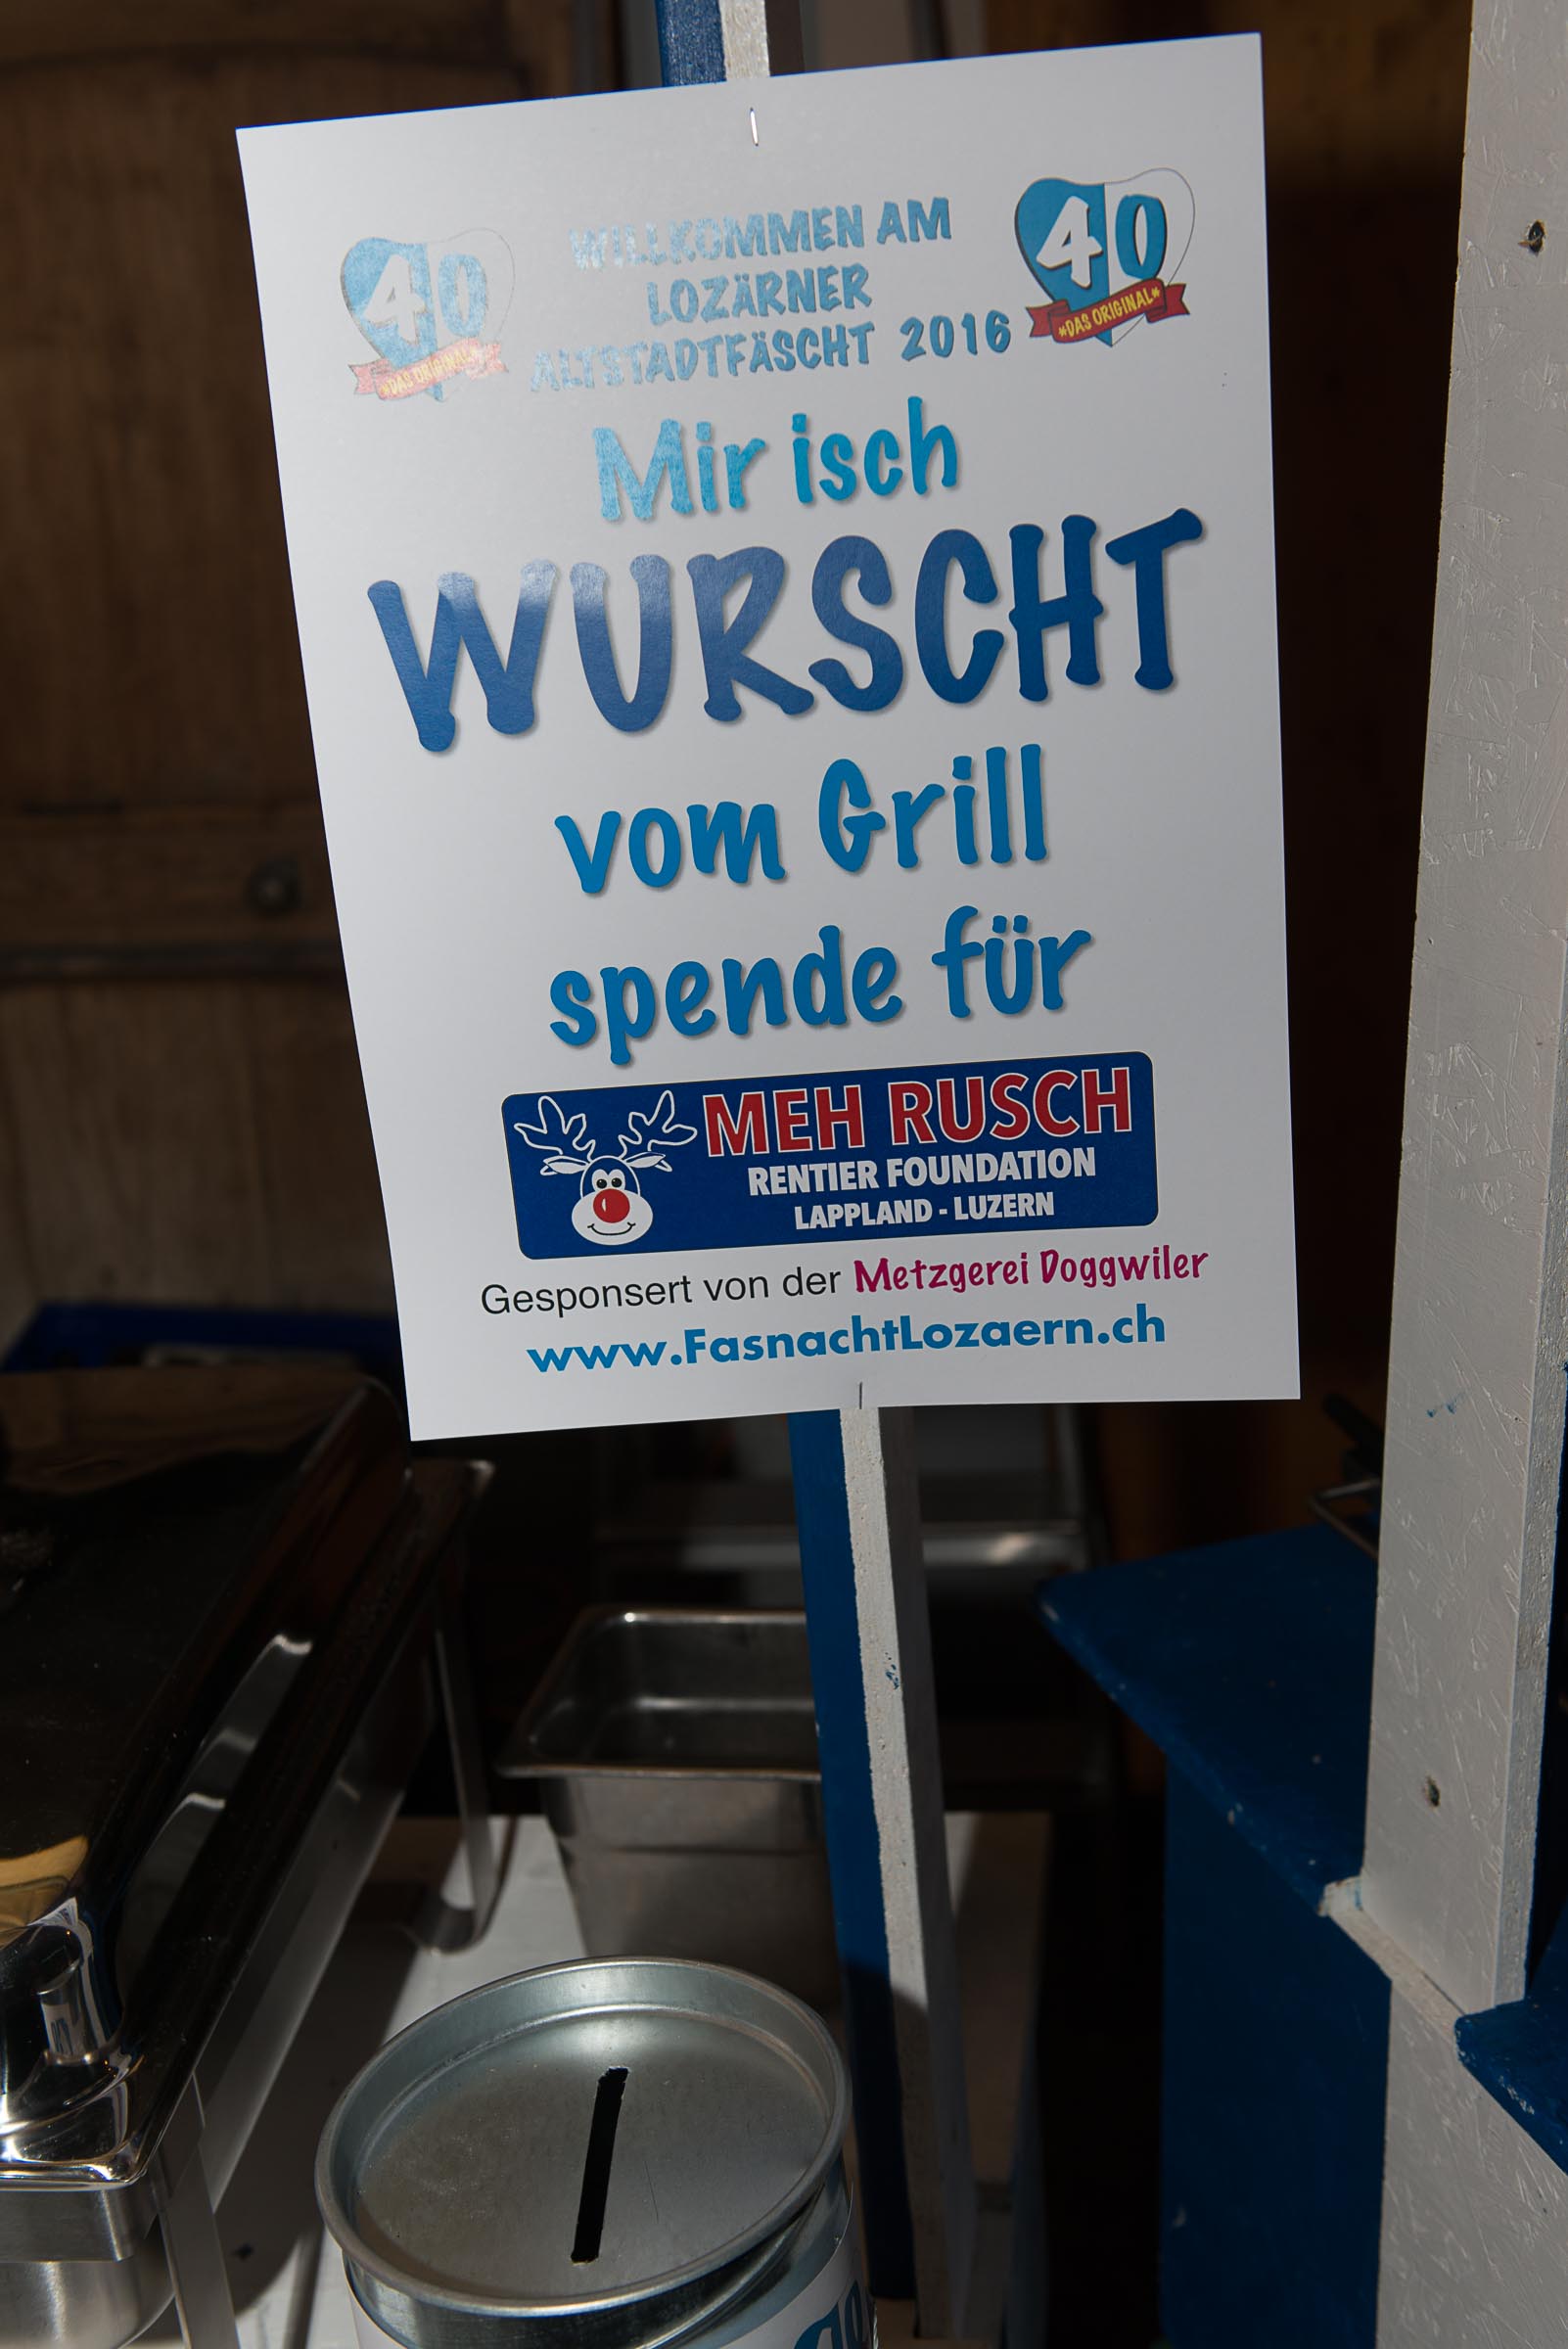 WILLKOMMEN AM
LOZÄRNER
ALTSTADTFÄSCHT 2016
40
*DAS ORIGINAL*
40
*DAS ORIGINAL*
Mir isch
WURSCHT
vom Grill
spende für
MEH RUSCH
RENTIER FOUNDATION
LAPPLAND - LUZERN
Gesponsert von der Metzgerei Doggwiler
www.FasnachtLozaern.ch